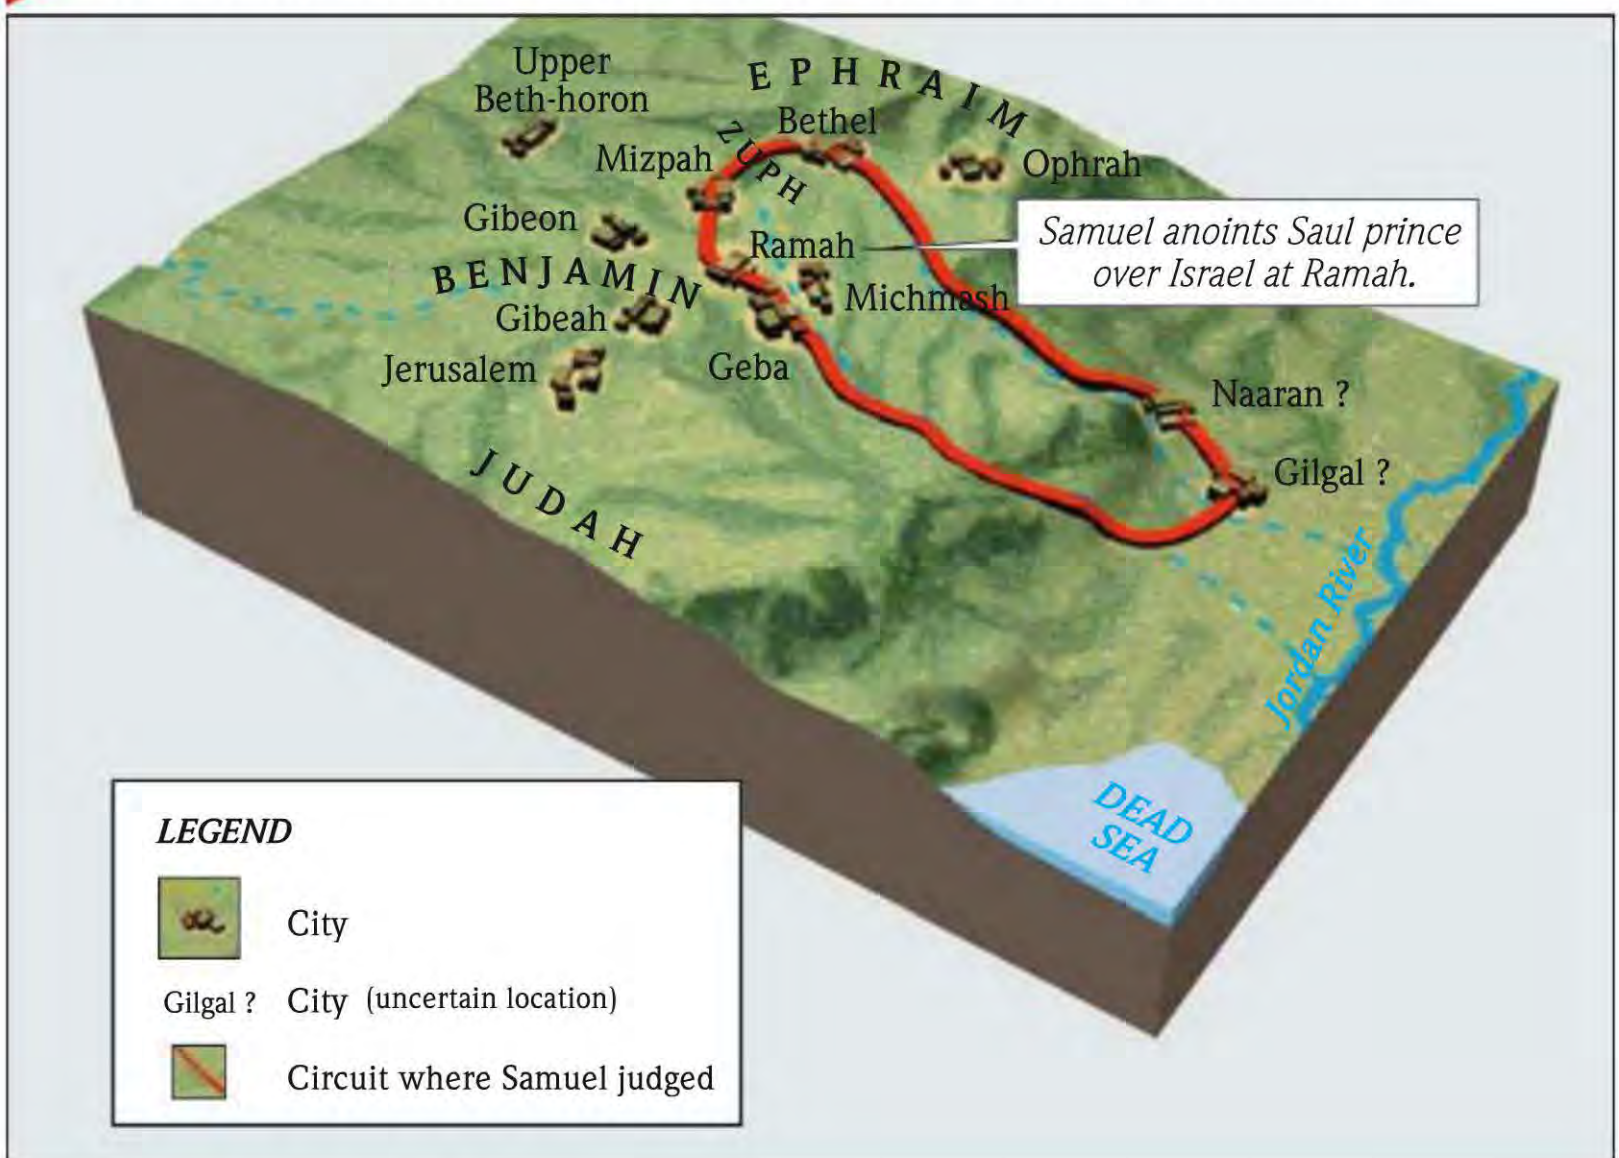 Upper
Beth-horon
EPHRAIM
Bethel
ZUPH
Mizpah
Ophrah
Gibeon
Ramah
Samuel anoints Saul prince
over Israel at Ramah.
BENJAMIN
Michmash
Gibeah
Jerusalem
Geba
Naaran ?
Gilgal ?
JUDAH
Jordan River
DEAD
SEA
LEGEND
City
Gilgal ? City (uncertain location)
Circuit where Samuel judged